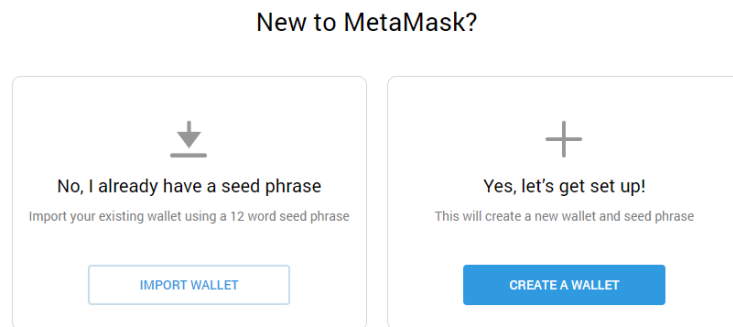 New to MetaMask?
No, I already have a seed phrase
Import your existing wallet using a 12 word seed phrase
IMPORT WALLET
Yes, let’s get set up!
This will create a new wallet and seed phrase
CREATE A WALLET